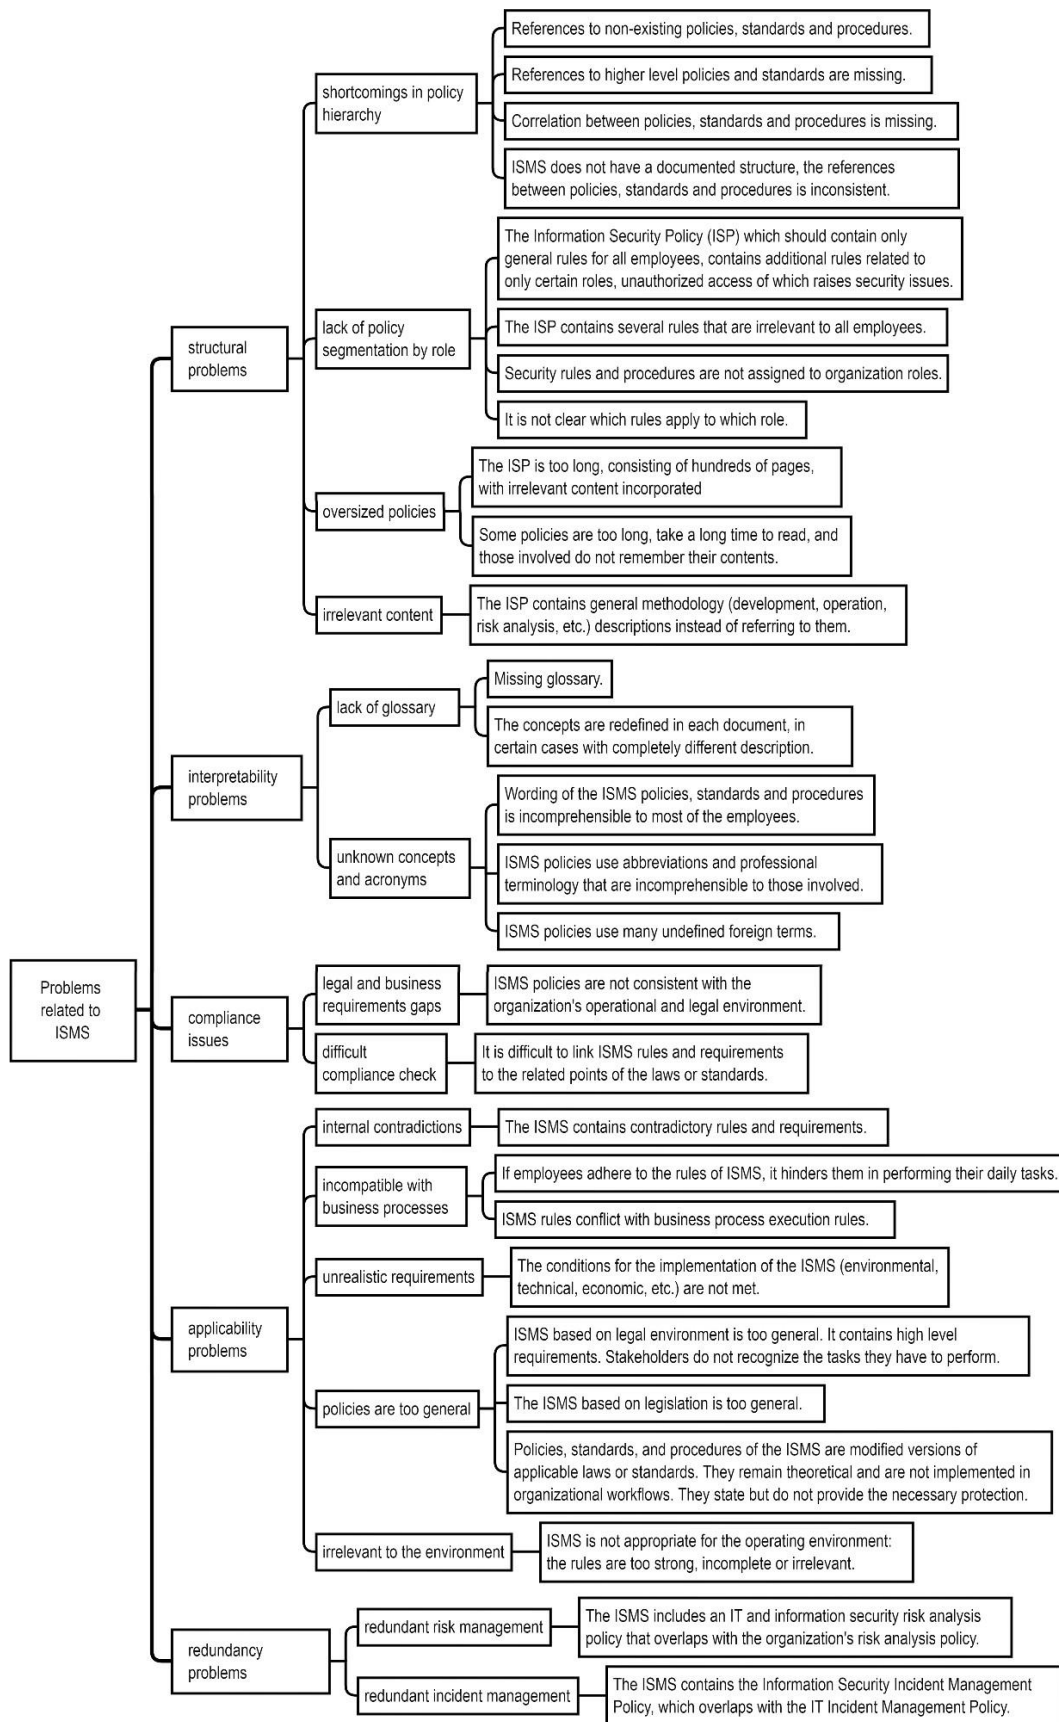 Problems
related to
ISMS
structural
problems
shortcomings in policy
hierarchy
References to non-existing policies, standards and procedures.
References to higher level policies and standards are missing.
Correlation between policies, standards and procedures is missing.
ISMS does not have a documented structure, the references
between policies, standards and procedures is inconsistent.
lack of policy
segmentation by role
The Information Security Policy (ISP) which should contain only
general rules for all employees, contains additional rules related to
only certain roles, unauthorized access of which raises security issues.
The ISP contains several rules that are irrelevant to all employees.
Security rules and procedures are not assigned to organization roles.
It is not clear which rules apply to which role.
oversized policies
The ISP is too long, consisting of hundreds of pages,
with irrelevant content incorporated
Some policies are too long, take a long time to read, and
those involved do not remember their contents.
irrelevant content
The ISP contains general methodology (development, operation,
risk analysis, etc.) descriptions instead of referring to them.
interpretability
problems
lack of glossary
Missing glossary.
The concepts are redefined in each document, in
certain cases with completely different description.
unknown concepts
and acronyms
Wording of the ISMS policies, standards and procedures
is incomprehensible to most of the employees.
ISMS policies use abbreviations and professional
terminology that are incomprehensible to those involved.
ISMS policies use many undefined foreign terms.
compliance
issues
legal and business
requirements gaps
ISMS policies are not consistent with the
organization's operational and legal environment.
difficult
compliance check
It is difficult to link ISMS rules and requirements
to the related points of the laws or standards.
applicability
problems
internal contradictions
The ISMS contains contradictory rules and requirements.
incompatible with
business processes
If employees adhere to the rules of ISMS, it hinders them in performing their daily tasks.
ISMS rules conflict with business process execution rules.
unrealistic requirements
The conditions for the implementation of the ISMS (environmental,
technical, economic, etc.) are not met.
policies are too general
ISMS based on legal environment is too general. It contains high level
requirements. Stakeholders do not recognize the tasks they have to perform.
The ISMS based on legislation is too general.
Policies, standards, and procedures of the ISMS are modified versions of
applicable laws or standards. They remain theoretical and are not implemented in
organizational workflows. They state but do not provide the necessary protection.
irrelevant to the environment
ISMS is not appropriate for the operating environment:
the rules are too strong, incomplete or irrelevant.
redundancy
problems
redundant risk management
The ISMS includes an IT and information security risk analysis
policy that overlaps with the organization's risk analysis policy.
redundant incident management
The ISMS contains the Information Security Incident Management
Policy, which overlaps with the IT Incident Management Policy.